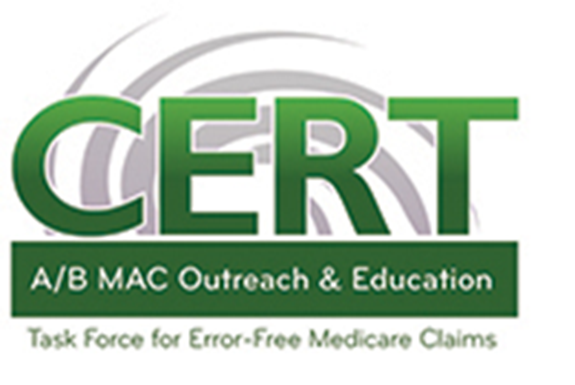 CERT
A/B MAC Outreach & Education
Task Force for Error-Free Medicare Claims